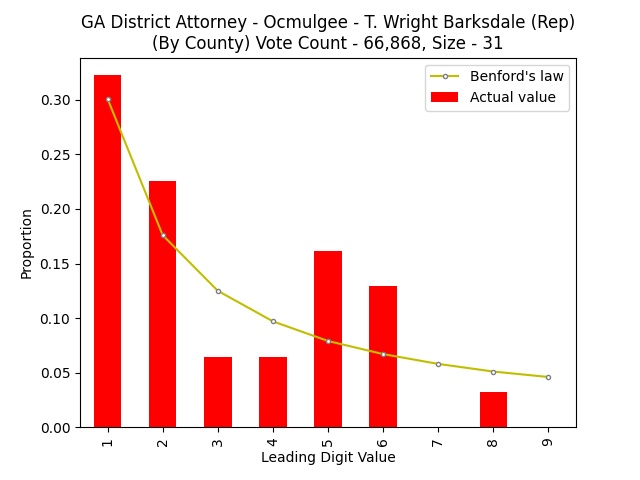 GA District Attorney - Ocmulgee - T. Wright Barksdale (Rep)
(By County) Vote Count - 66,868, Size - 31
Benford's law
Actual value
Proportion
0.30
0.25
0.20
0.15
0.10
0.05
0.00
1 2 3 4 5 6 7 8 9
Leading Digit Value